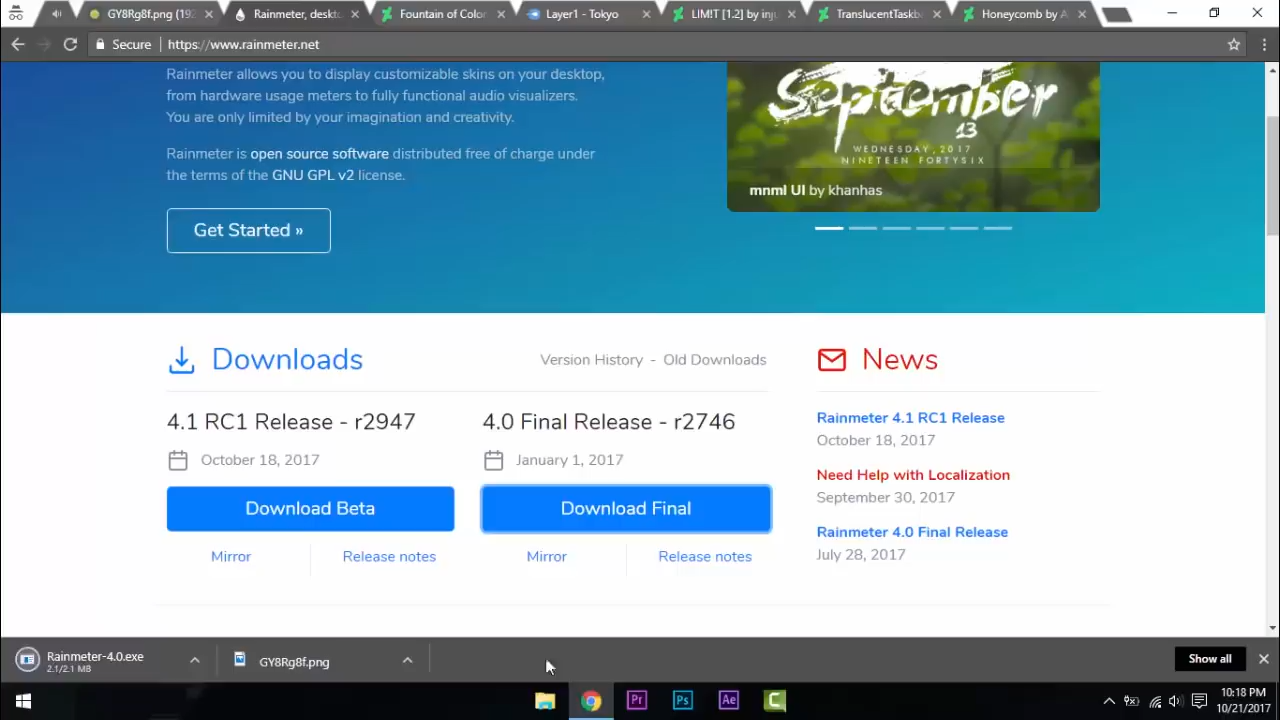 GY8Rg8f.png (192
Rainmeter, deskt
Fountain of Color
Layer1 - Tokyo
LIM!T [1.2] by inju
TranslucentTaskb
Honeycomb by A
Secure
https://www.rainmeter.net
Rainmeter allows you to display customizable skins on your desktop,
from hardware usage meters to fully functional audio visualizers.
You are only limited by your imagination and creativity.
Rainmeter is open source software distributed free of charge under
the terms of the GNU GPL v2 license.
Get Started »
September
13
WEDNESDAY, 2017
NINETEEN FORTYSIX
mnml UI by khanhas
Downloads
Version History - Old Downloads
4.1 RC1 Release - r2947
October 18, 2017
Download Beta
Mirror
Release notes
4.0 Final Release - r2746
January 1, 2017
Download Final
Mirror
Release notes
News
Rainmeter 4.1 RC1 Release
October 18, 2017
Need Help with Localization
September 30, 2017
Rainmeter 4.0 Final Release
July 28, 2017
Rainmeter-4.0.exe
2.1/2.1 MB
GY8Rg8f.png
Show all
Pr
Ps
Ae
10:18 PM
10/21/2017